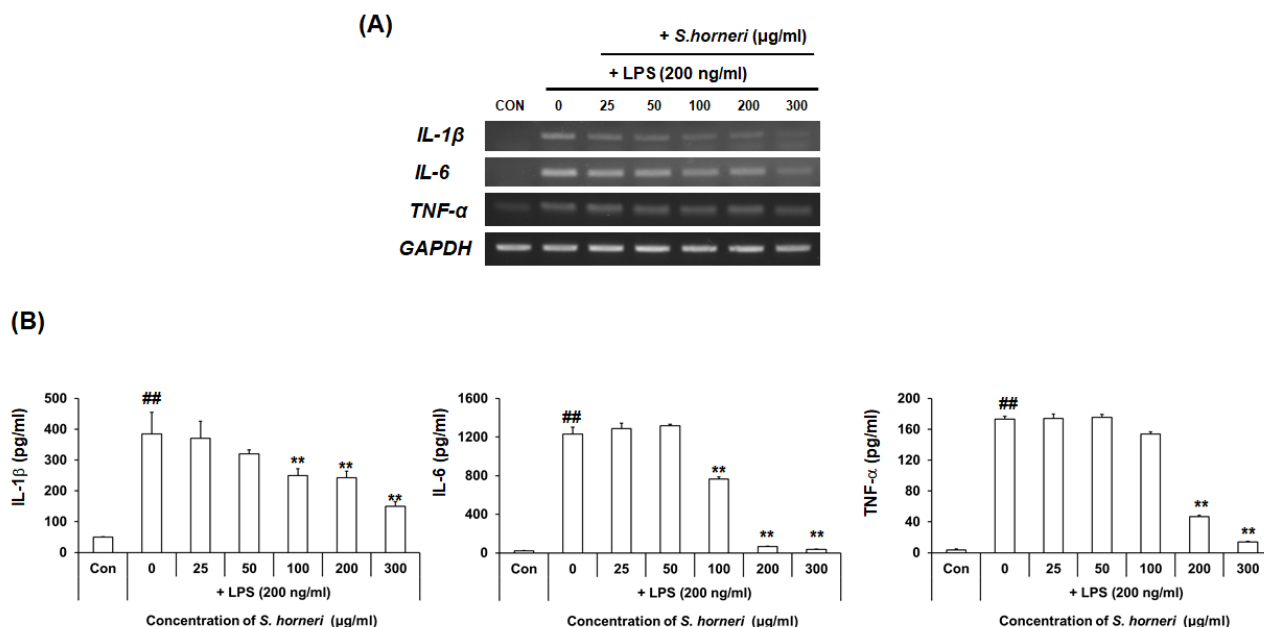 (A)
+ S.horneri (µg/ml)
+ LPS (200 ng/ml)
CON 0 25 50 100 200 300
IL-1β
IL-6
TNF-α
GAPDH
(B)
IL-1β (pg/ml)
500
400
300
200
100
0
##
**
**
**
Con 0 25 50 100 200 300
+ LPS (200 ng/ml)
Concentration of S. horneri (µg/ml)
IL-6 (pg/ml)
1600
1200
800
400
0
##
**
**
**
Con 0 25 50 100 200 300
+ LPS (200 ng/ml)
Concentration of S. horneri (µg/ml)
TNF-α (pg/ml)
200
160
120
80
40
0
##
**
**
Con 0 25 50 100 200 300
+ LPS (200 ng/ml)
Concentration of S. horneri (µg/ml)